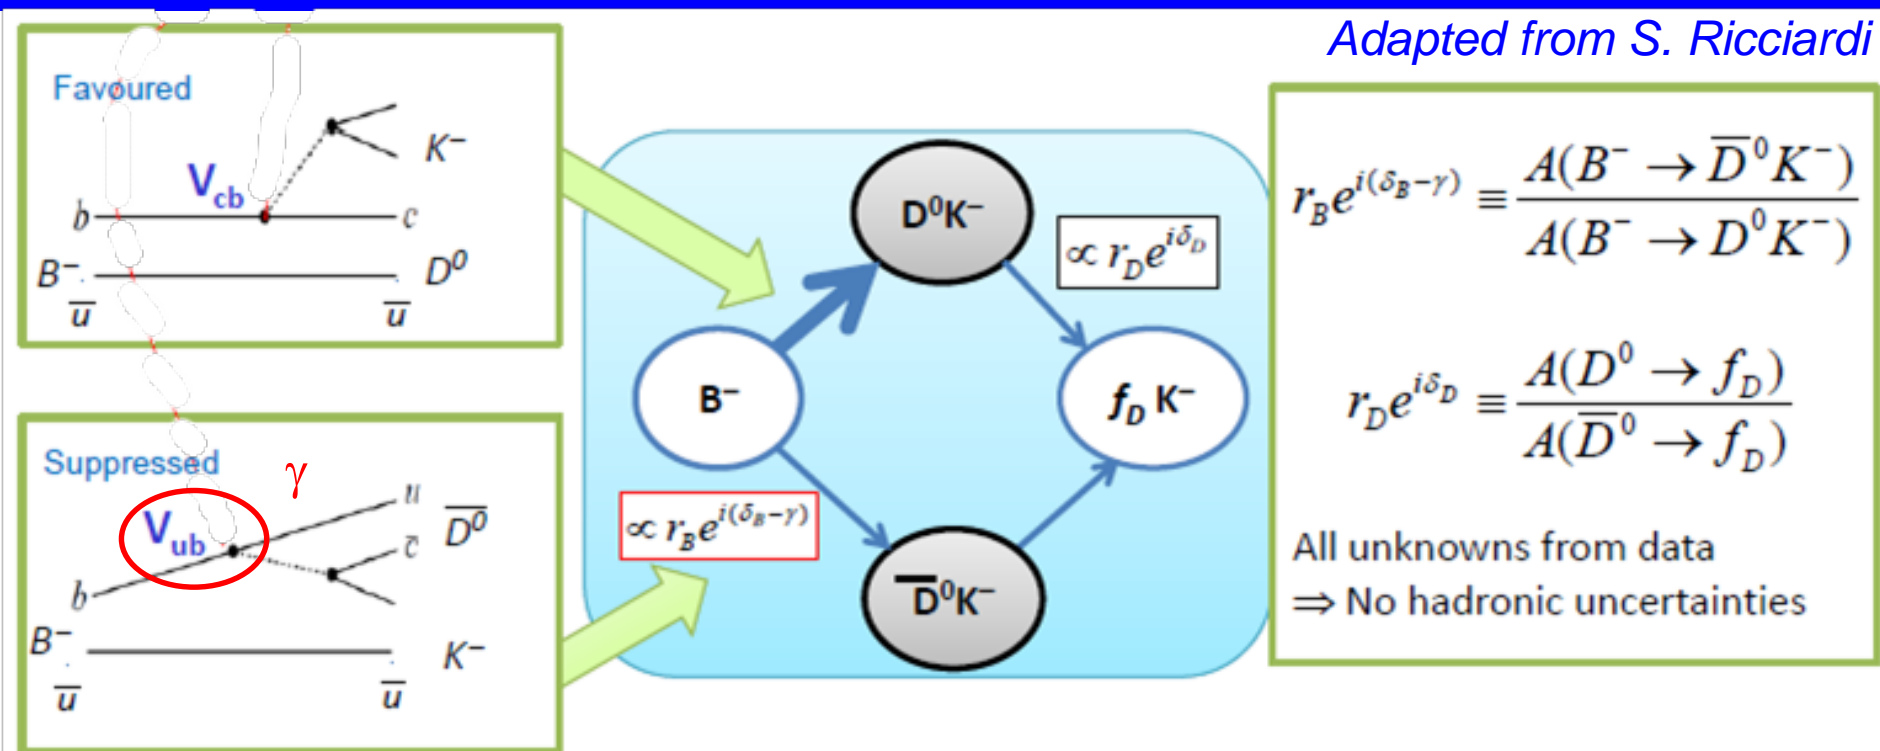 Adapted from S. Ricciardi
Favoured
K⁻
V_cb
b
c
B⁻
D⁰
u̅
u̅
Suppressed
γ
V_ub
u
D̅⁰
c̅
b
B⁻
K⁻
u̅
u̅
D⁰K⁻
∝ r_D e^{iδ_D}
B⁻
f_D K⁻
∝ r_B e^{i(δ_B−γ)}
D̅⁰K⁻
r_B e^{i(δ_B−γ)} ≡ A(B⁻ → D̅⁰K⁻) / A(B⁻ → D⁰K⁻)
r_D e^{iδ_D} ≡ A(D⁰ → f_D) / A(D̅⁰ → f_D)
All unknowns from data
⇒ No hadronic uncertainties